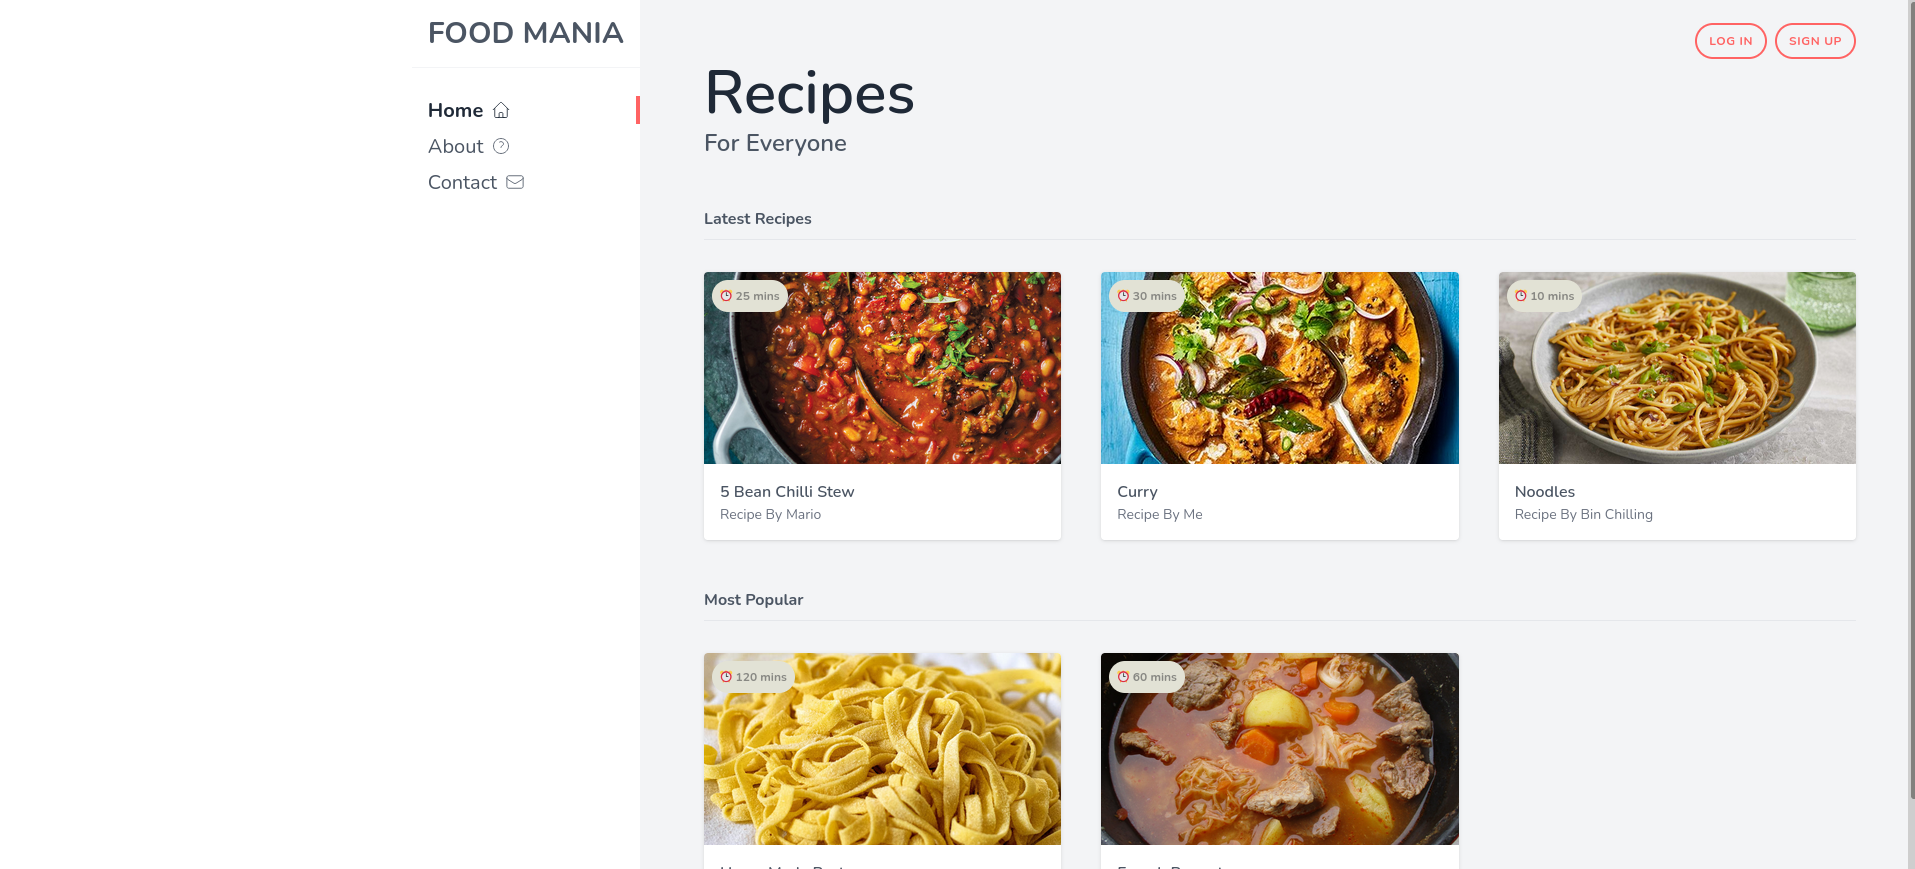 FOOD MANIA
Home
About
Contact
LOG IN
SIGN UP
Recipes
For Everyone
Latest Recipes
25 mins
5 Bean Chilli Stew
Recipe By Mario
30 mins
Curry
Recipe By Me
10 mins
Noodles
Recipe By Bin Chilling
Most Popular
120 mins
60 mins